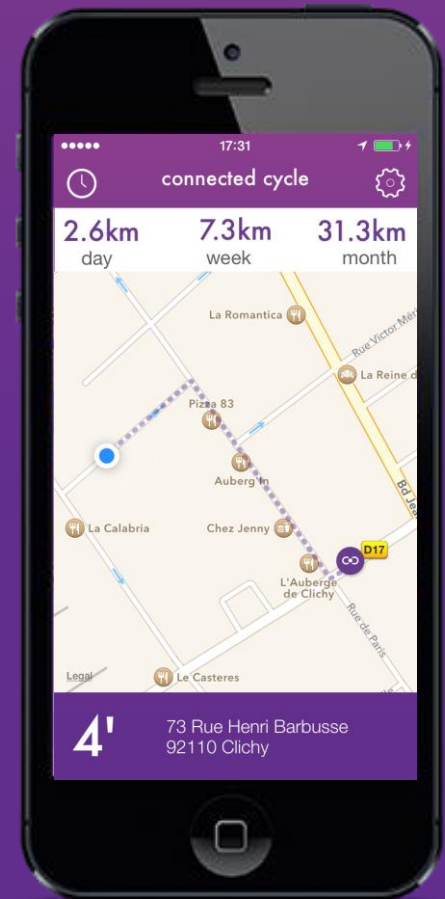 17:31
connected cycle
2.6km 7.3km 31.3km
day week month
La Romantica
Rue Victor Méri
La Reine d
Pizza 83
Auberg'In
La Calabria
Chez Jenny
Bd Jean
D17
L'Auberge
de Clichy
Rue de Paris
Legal
Le Casteres
4'
73 Rue Henri Barbusse
92110 Clichy